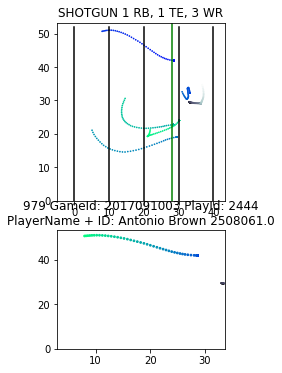 SHOTGUN 1 RB, 1 TE, 3 WR
50
40
30
20
10
0
0 10 20 30 40
979 GameId: 2017091003 PlayId: 2444
PlayerName + ID: Antonio Brown 2508061.0
40
20
0
10 20 30